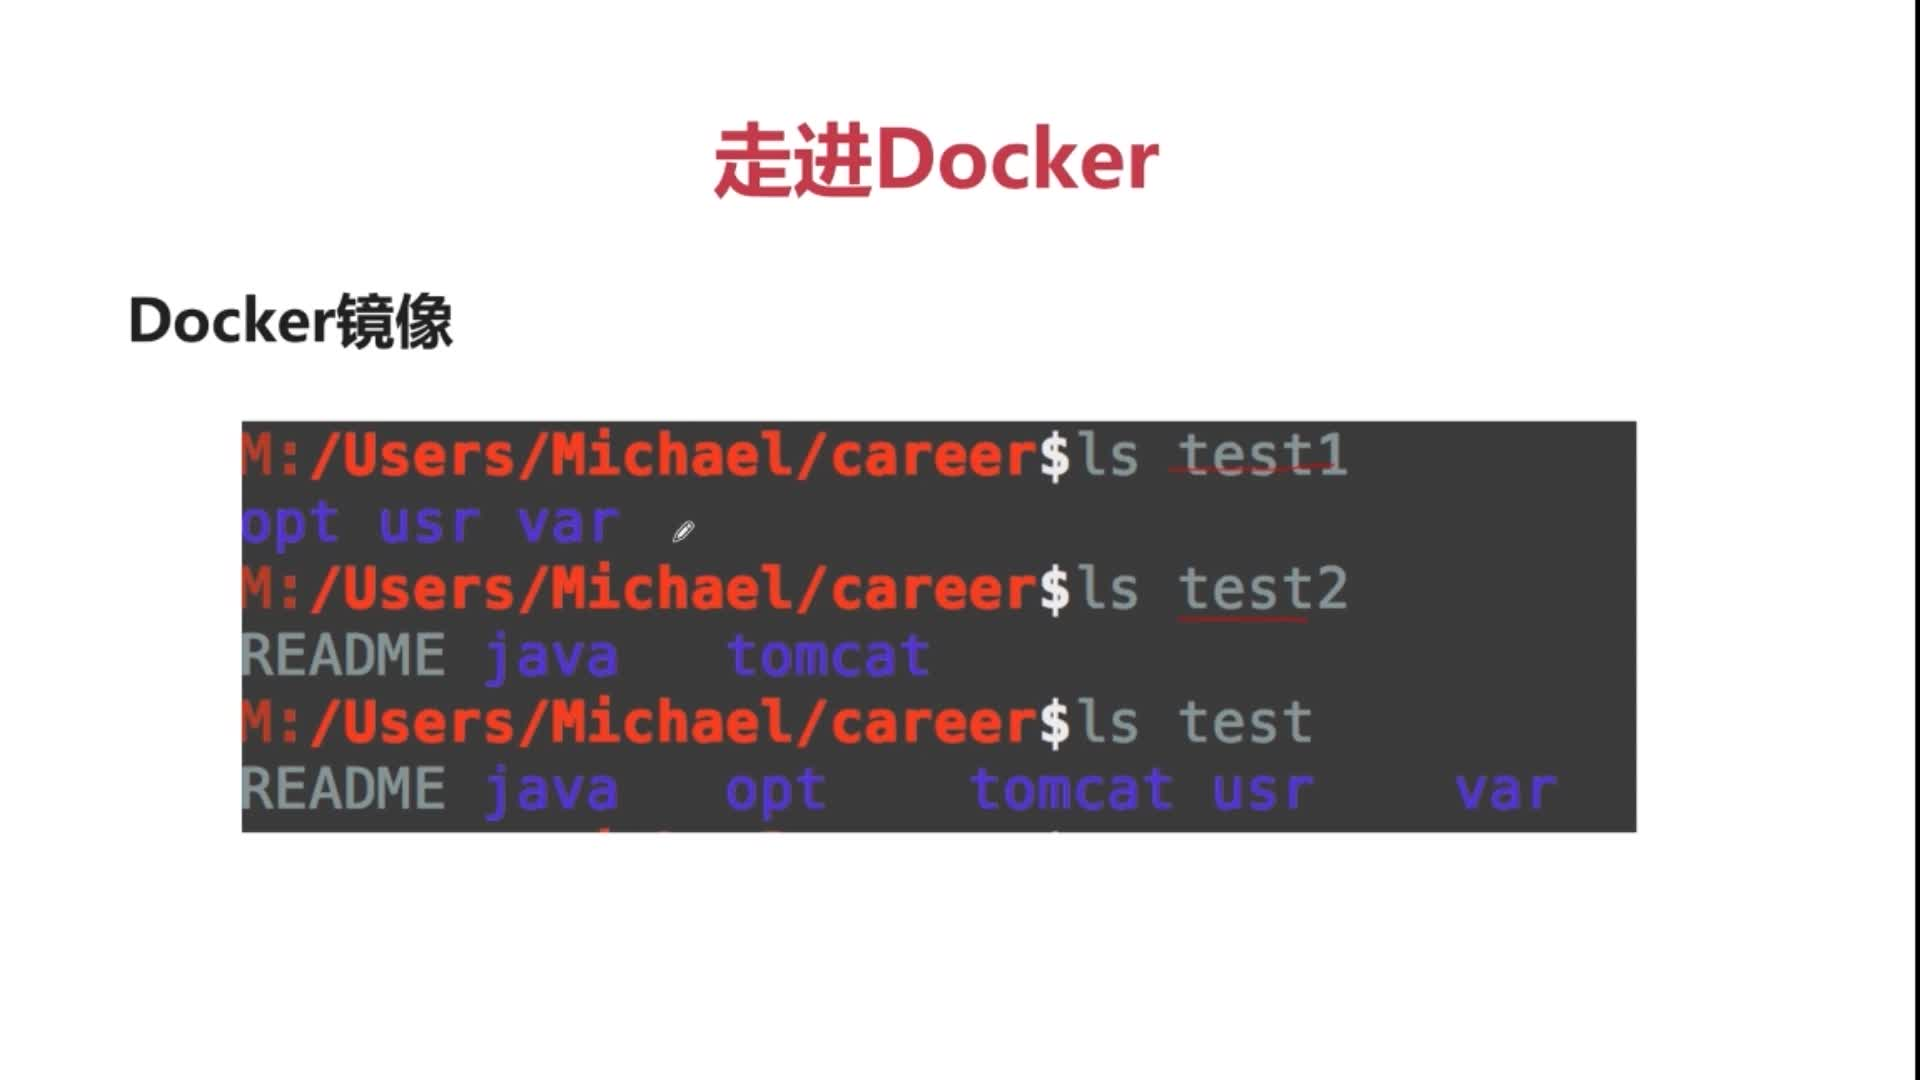 走进Docker
Docker镜像
M:/Users/Michael/career$ls test1
opt usr var
M:/Users/Michael/career$ls test2
README java tomcat
M:/Users/Michael/career$ls test
README java opt tomcat usr var